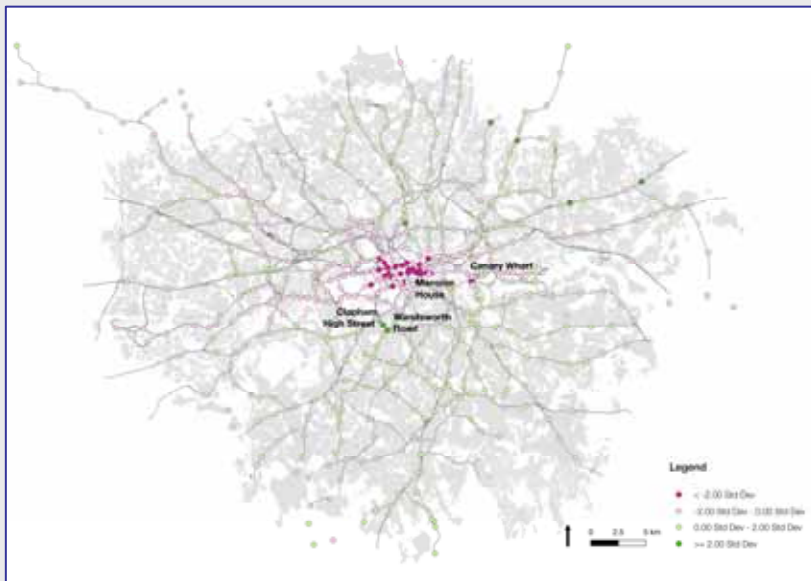 Canary Wharf
Mansion
House
Clapham
High Street
Wandsworth
Road
Legend
< -2.00 Std Dev
-2.00 Std Dev - 0.00 Std Dev
0.00 Std Dev - 2.00 Std Dev
>= 2.00 Std Dev
0 2.5 5 km